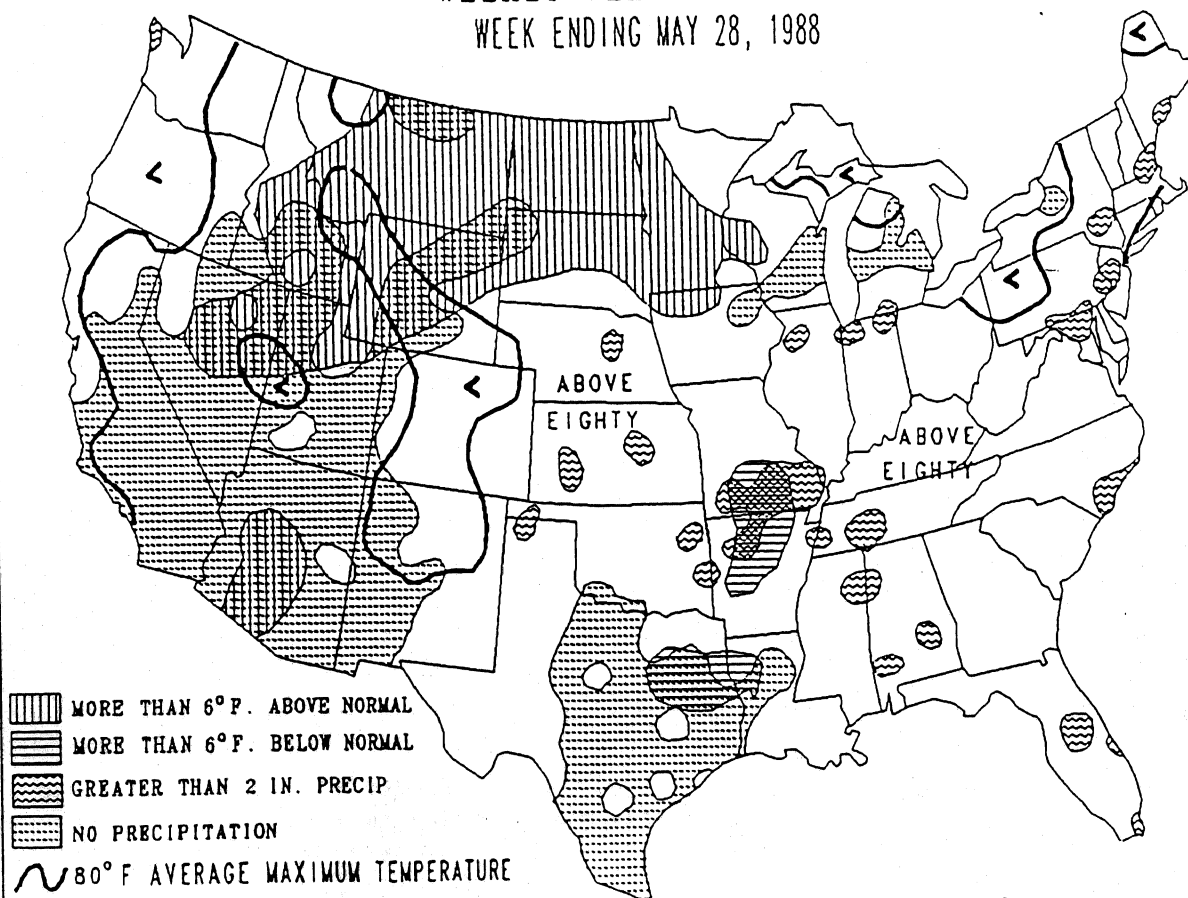 WEEK ENDING MAY 28, 1988
<
<
<
<
<
<
ABOVE
EIGHTY
ABOVE
EIGHTY
MORE THAN 6°F. ABOVE NORMAL
MORE THAN 6°F. BELOW NORMAL
GREATER THAN 2 IN. PRECIP
NO PRECIPITATION
80°F AVERAGE MAXIMUM TEMPERATURE